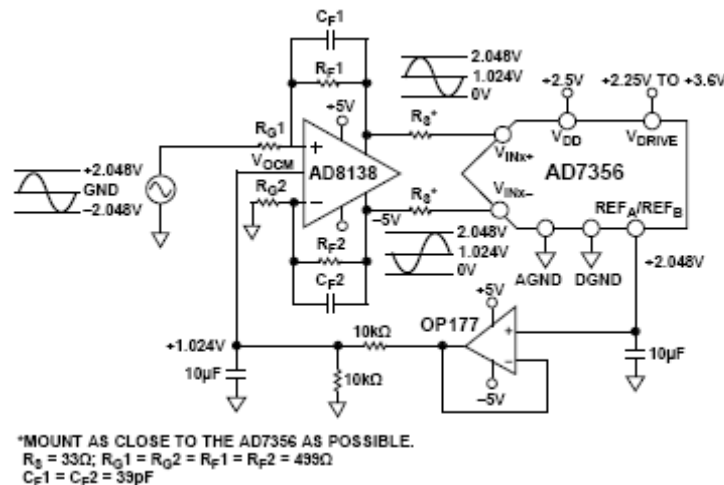 CF1
RF1
+5V
2.048V
1.024V
0V
+2.5V
+2.25V TO +3.6V
RG1
RS*
VINx+
VDD
VDRIVE
+
VOCM
AD8138
AD7356
+2.048V
GND
–2.048V
RG2
–
RS*
VINx–
REFA/REFB
–5V
RF2
2.048V
1.024V
0V
AGND
DGND
+2.048V
CF2
+5V
OP177
+
–
10kΩ
+1.024V
10µF
10kΩ
–5V
10µF
*MOUNT AS CLOSE TO THE AD7356 AS POSSIBLE.
RS = 33Ω; RG1 = RG2 = RF1 = RF2 = 499Ω
CF1 = CF2 = 39pF